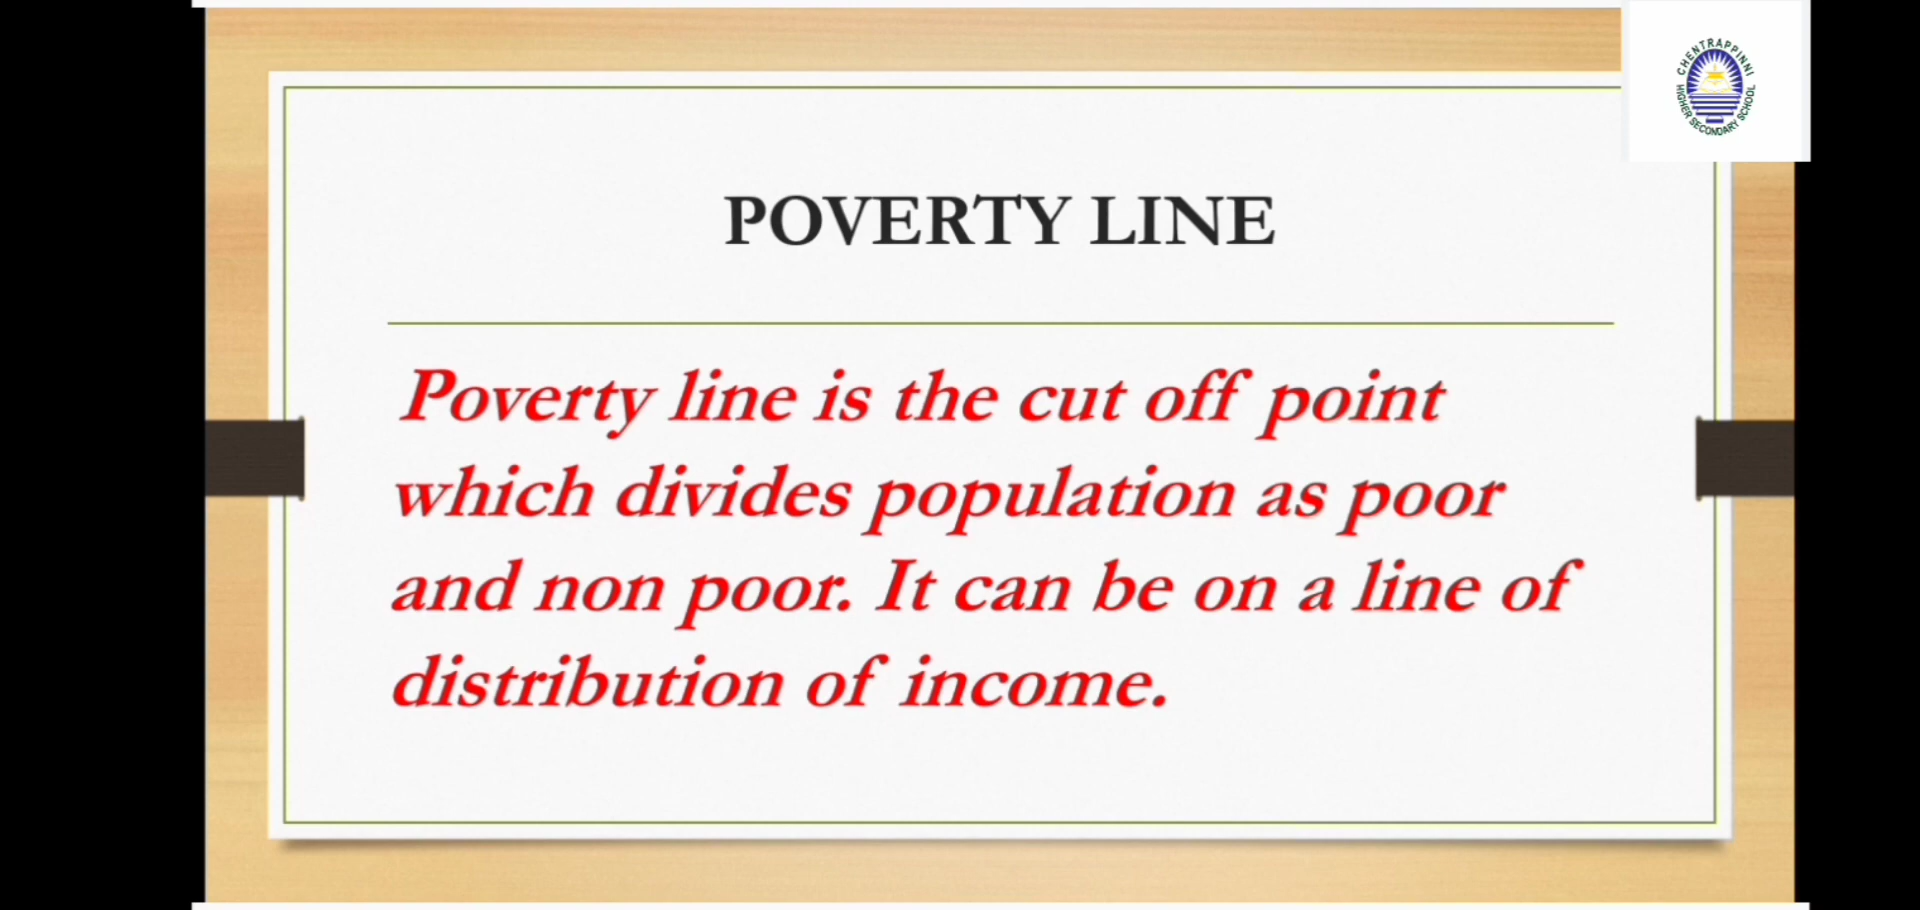 CHENTRAPPINNI
HIGHER SECONDARY SCHOOL
POVERTY LINE
Poverty line is the cut off point
which divides population as poor
and non poor. It can be on a line of
distribution of income.